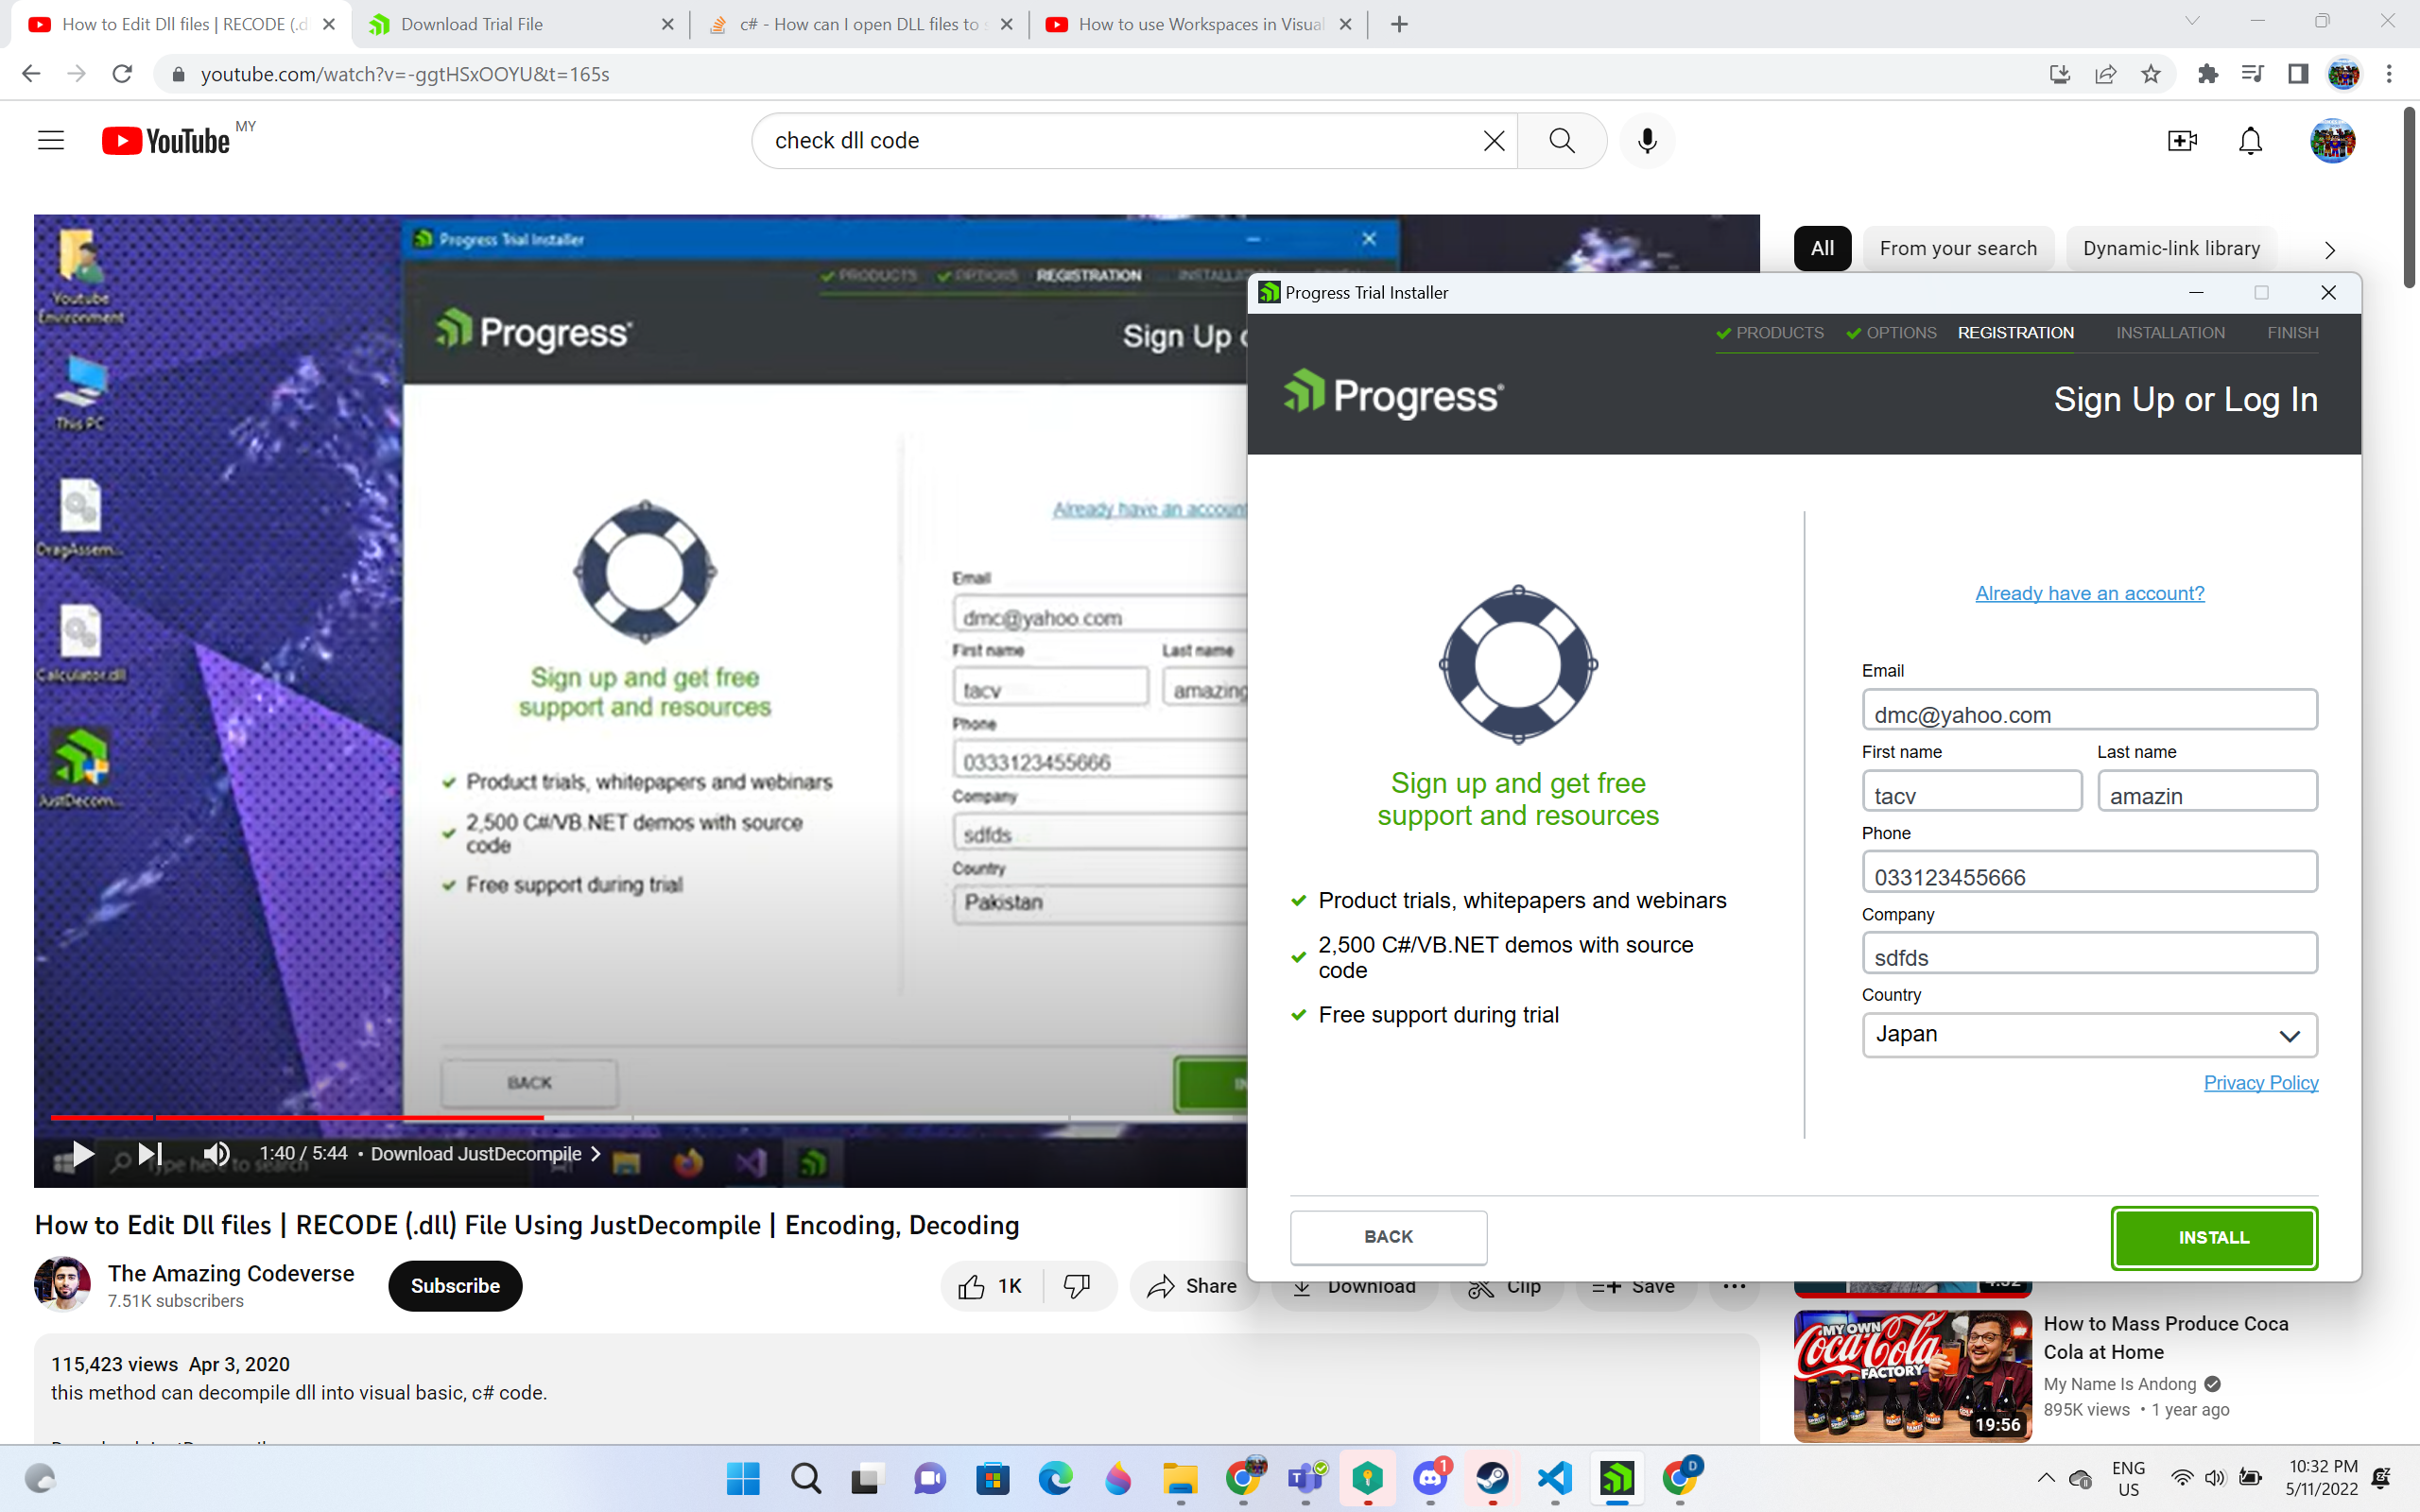 How to Edit Dll files | RECODE (.d
Download Trial File
c# - How can I open DLL files to s
How to use Workspaces in Visual
youtube.com/watch?v=-ggtHSxOOYU&t=165s
YouTube MY
check dll code
All
From your search
Dynamic-link library
Youtube
Environment
This PC
DragAssem...
Calculator.dll
JustDecom...
Progress Trial Installer
PRODUCTS
OPTIONS
REGISTRATION
Progress
Sign Up o
Already have an account
Sign up and get free
support and resources
Product trials, whitepapers and webinars
2,500 C#/VB.NET demos with source
code
Free support during trial
Email
dmc@yahoo.com
First name
Last name
tacv
amazing
Phone
0333123455666
Company
sdfds
Country
Pakistan
BACK
IN
Type here to search
1:40 / 5:44 • Download JustDecompile
Progress Trial Installer
PRODUCTS
OPTIONS
REGISTRATION
INSTALLATION
FINISH
Progress
Sign Up or Log In
Sign up and get free
support and resources
Product trials, whitepapers and webinars
2,500 C#/VB.NET demos with source
code
Free support during trial
Already have an account?
Email
dmc@yahoo.com
First name
Last name
tacv
amazin
Phone
033123455666
Company
sdfds
Country
Japan
Privacy Policy
BACK
INSTALL
How to Edit Dll files | RECODE (.dll) File Using JustDecompile | Encoding, Decoding
The Amazing Codeverse
7.51K subscribers
Subscribe
1K
Share
Download
Clip
Save
115,423 views Apr 3, 2020
this method can decompile dll into visual basic, c# code.
MY OWN
Coca Cola
FACTORY
19:56
How to Mass Produce Coca
Cola at Home
My Name Is Andong
895K views • 1 year ago
1
D
ENG
US
10:32 PM
5/11/2022